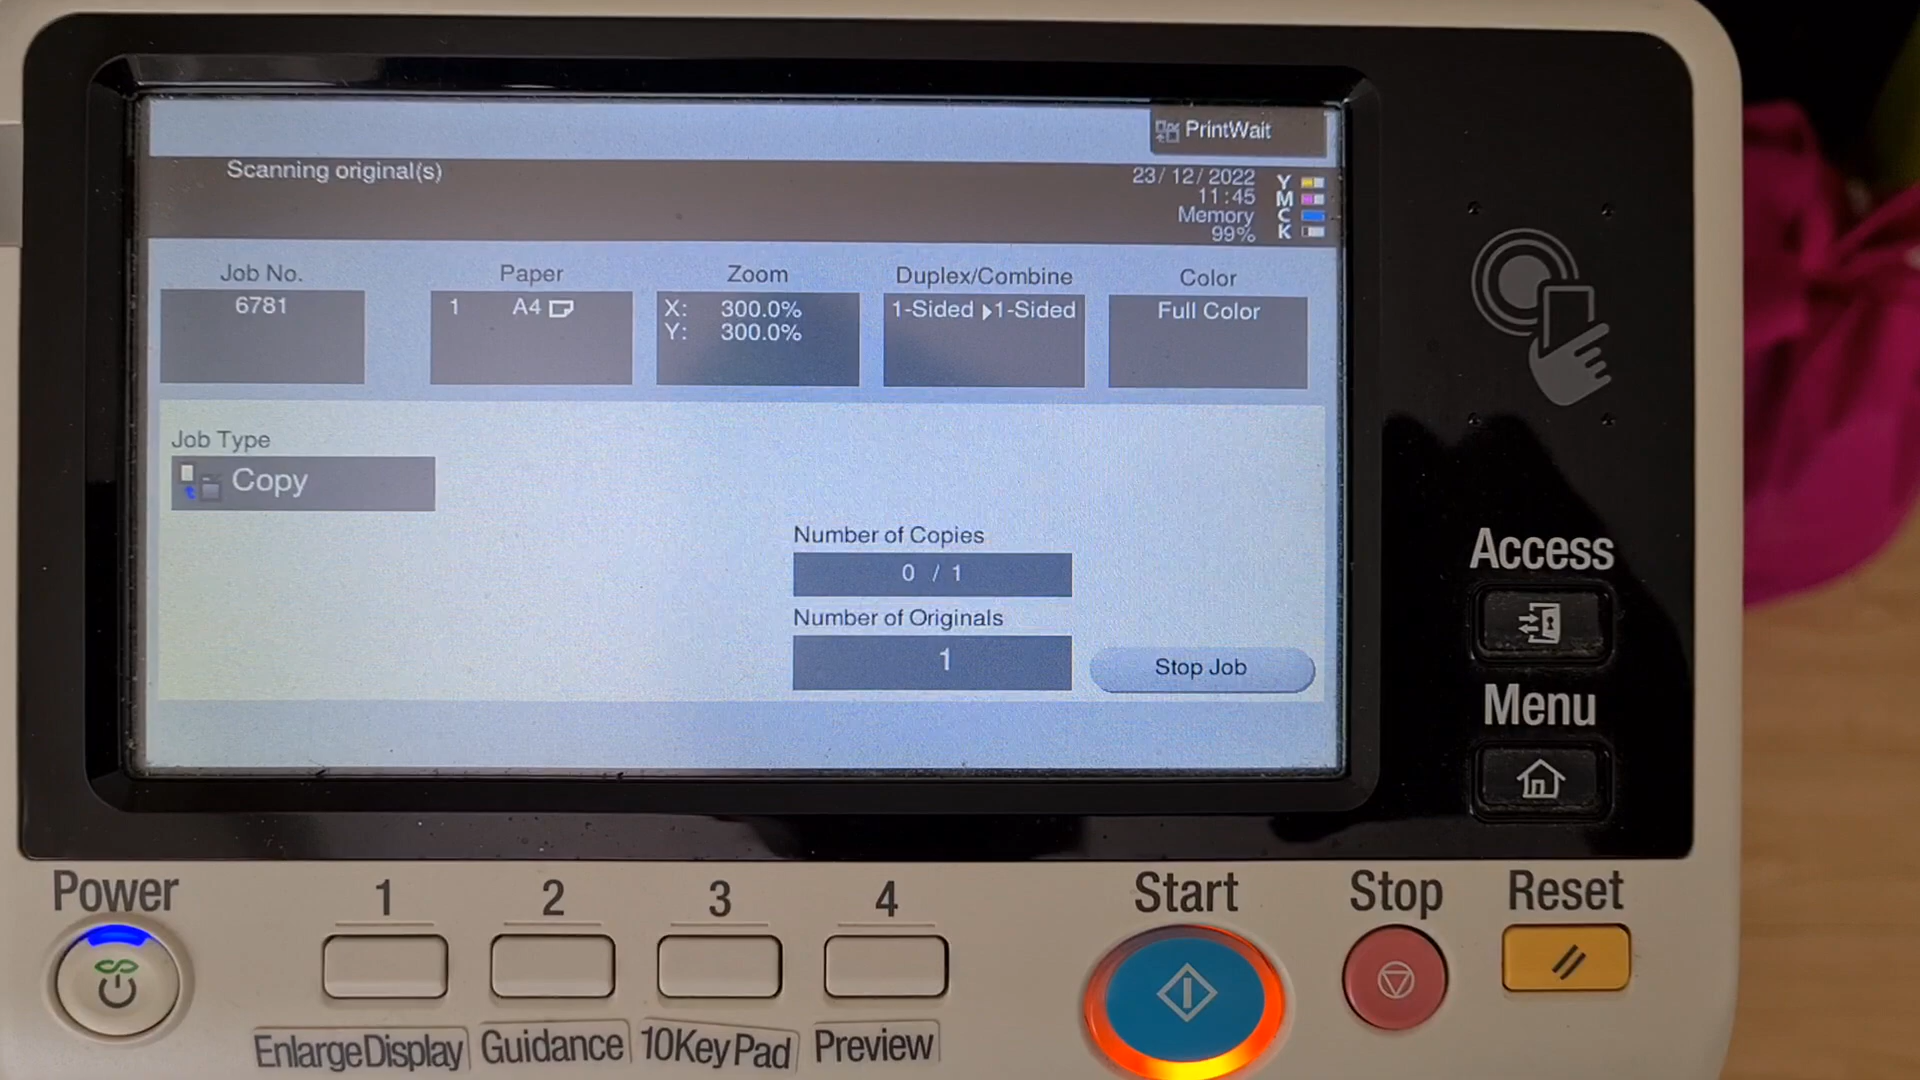 PrintWait
Scanning original(s)
23/12/2022
11:45
Memory
99%
Y
M
C
K
Job No.
6781
Paper
1 A4
Zoom
X: 300.0%
Y: 300.0%
Duplex/Combine
1-Sided ▸1-Sided
Color
Full Color
Job Type
Copy
Number of Copies
0 / 1
Number of Originals
1
Stop Job
Access
Menu
Power
1
2
3
4
Start
Stop
Reset
EnlargeDisplay
Guidance
10KeyPad
Preview